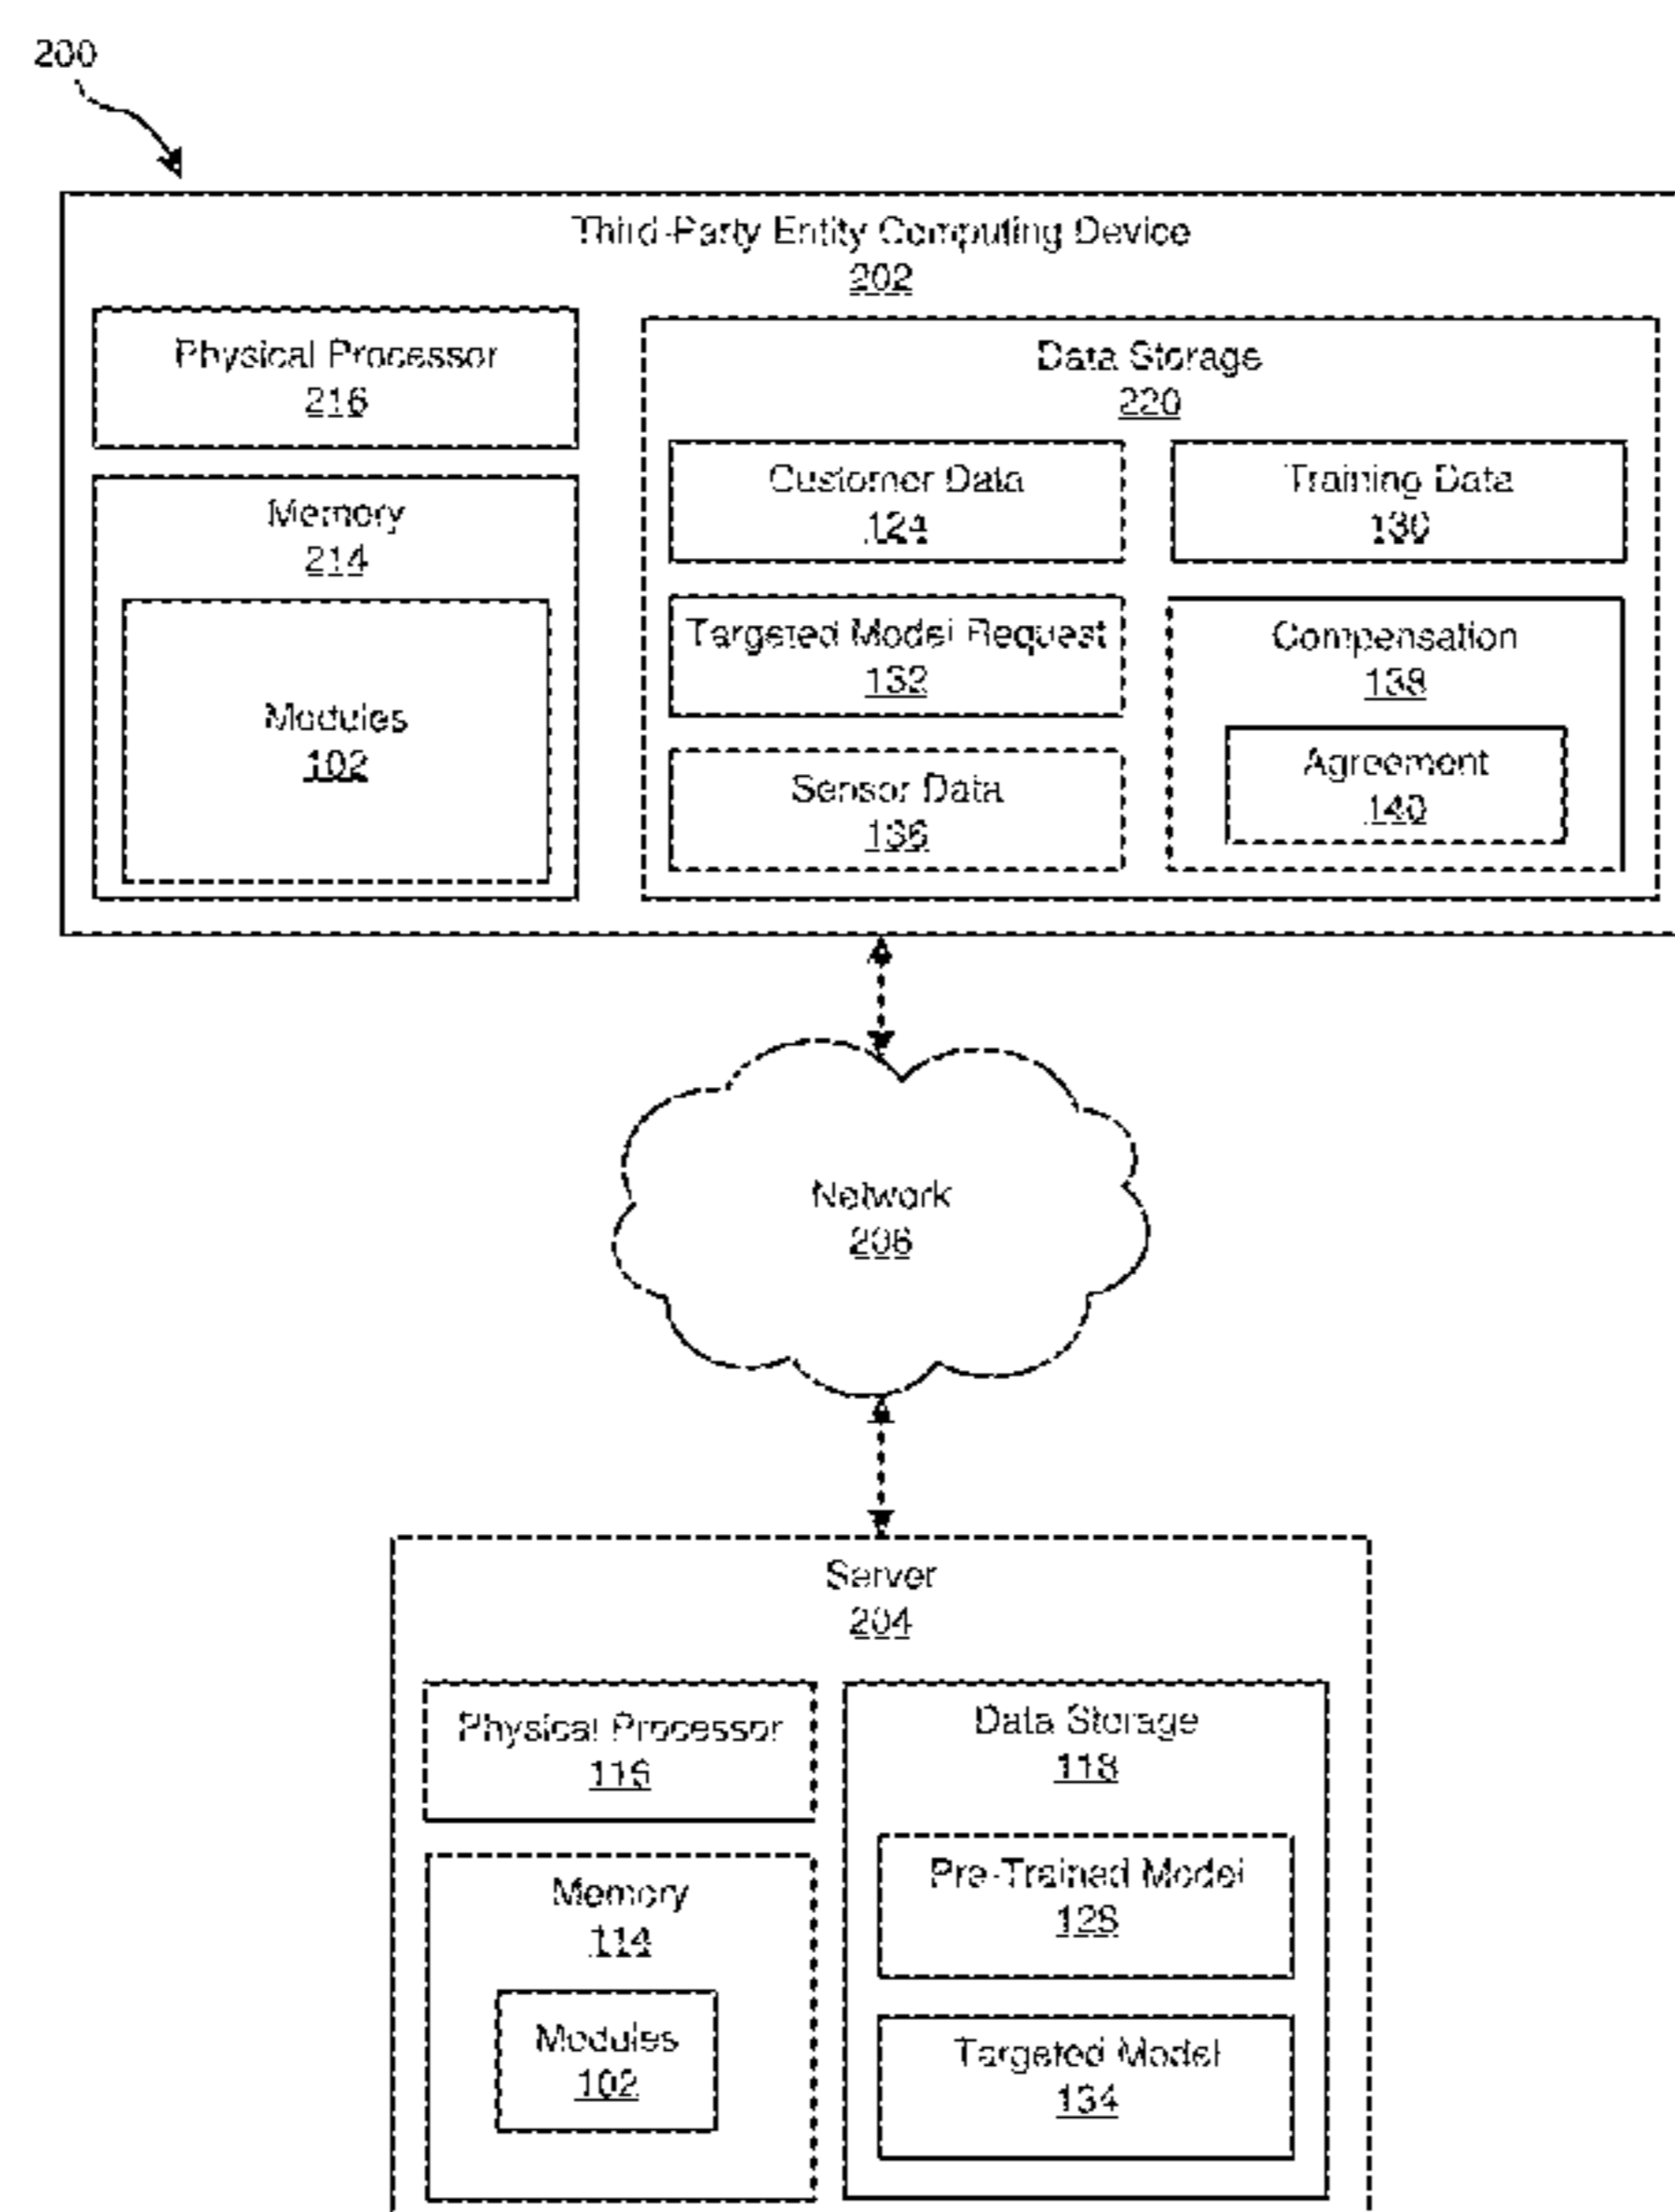 200
Third-Party Entity Computing Device
202
Physical Processor
216
Memory
214
Modules
102
Data Storage
220
Customer Data
124
Training Data
130
Targeted Model Request
132
Compensation
138
Sensor Data
136
Agreement
140
Network
206
Server
204
Physical Processor
116
Memory
114
Modules
102
Data Storage
118
Pre-Trained Model
128
Targeted Model
134